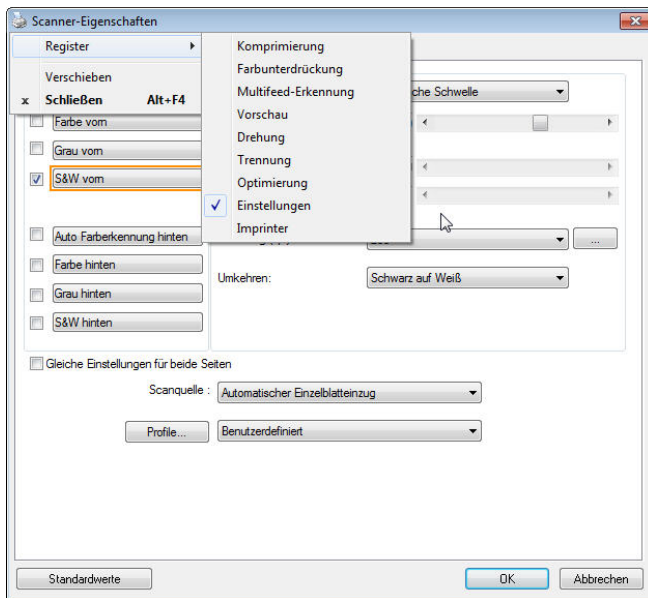 Scanner-Eigenschaften
Register
Verschieben
x Schließen Alt+F4
Komprimierung
Farbunterdrückung
Multifeed-Erkennung
Vorschau
Drehung
Trennung
Optimierung
Einstellungen
Imprinter
che Schwelle
Farbe vorn
Grau vorn
S&W vorn
Auto Farberkennung hinten
...
Farbe hinten
Umkehren: Schwarz auf Weiß
Grau hinten
S&W hinten
Gleiche Einstellungen für beide Seiten
Scanquelle : Automatischer Einzelblatteinzug
Profile... Benutzerdefiniert
Standardwerte OK Abbrechen